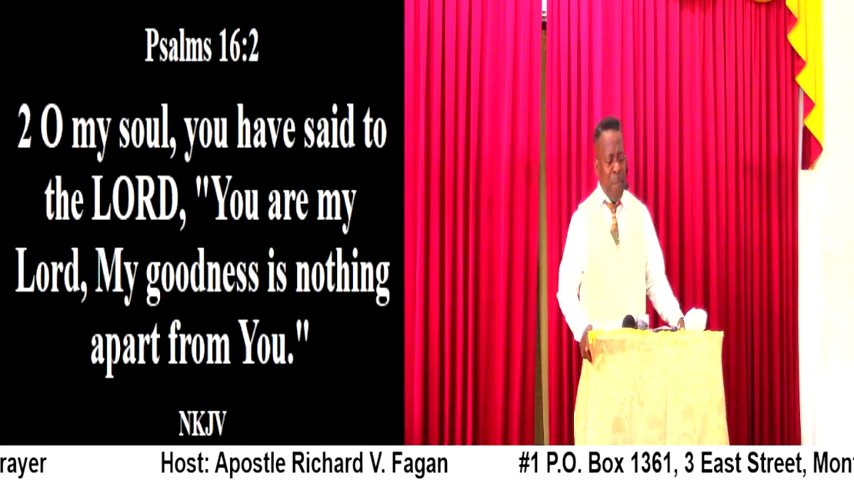 Psalms 16:2
2 O my soul, you have said to
the LORD, "You are my
Lord, My goodness is nothing
apart from You."
NKJV
rayer Host: Apostle Richard V. Fagan #1 P.O. Box 1361, 3 East Street, Mon